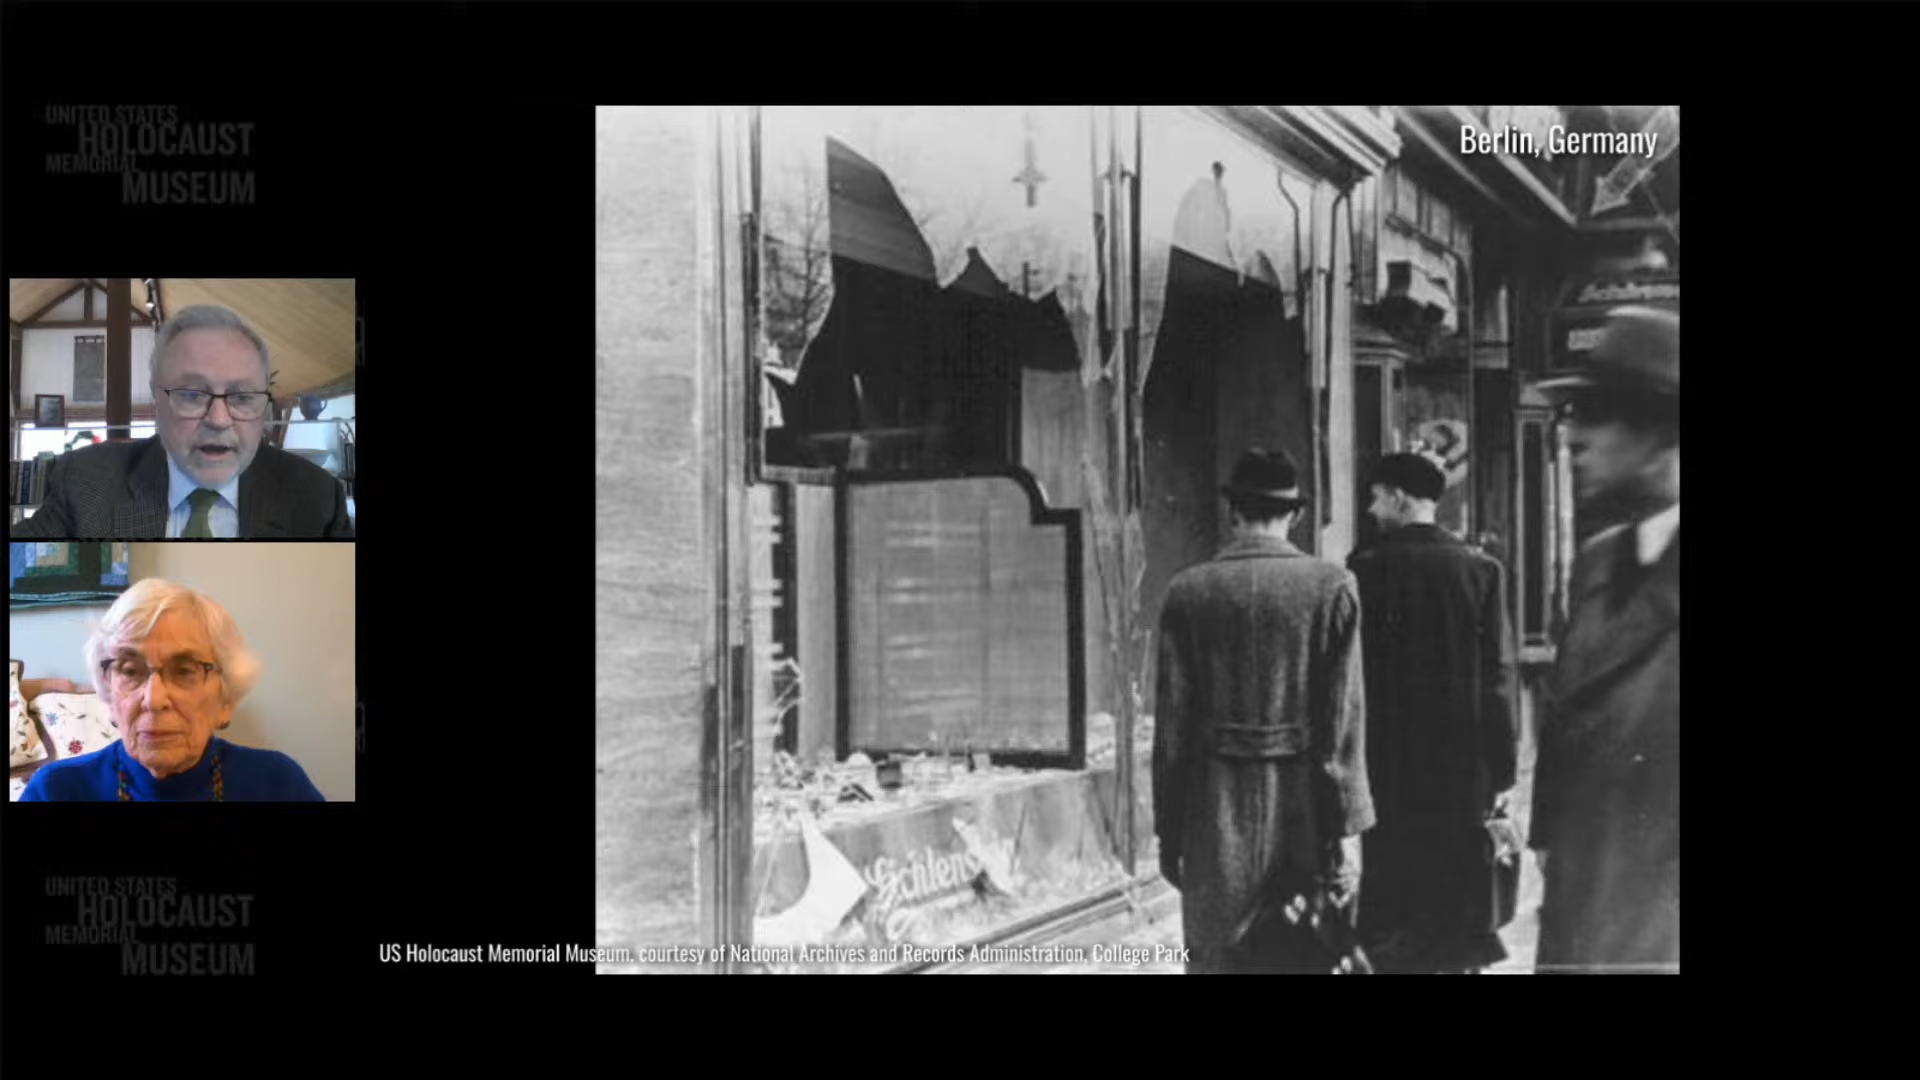 UNITED STATES
HOLOCAUST
MEMORIAL
MUSEUM
Berlin, Germany
UNITED STATES
HOLOCAUST
MEMORIAL
MUSEUM
US Holocaust Memorial Museum, courtesy of National Archives and Records Administration, College Park